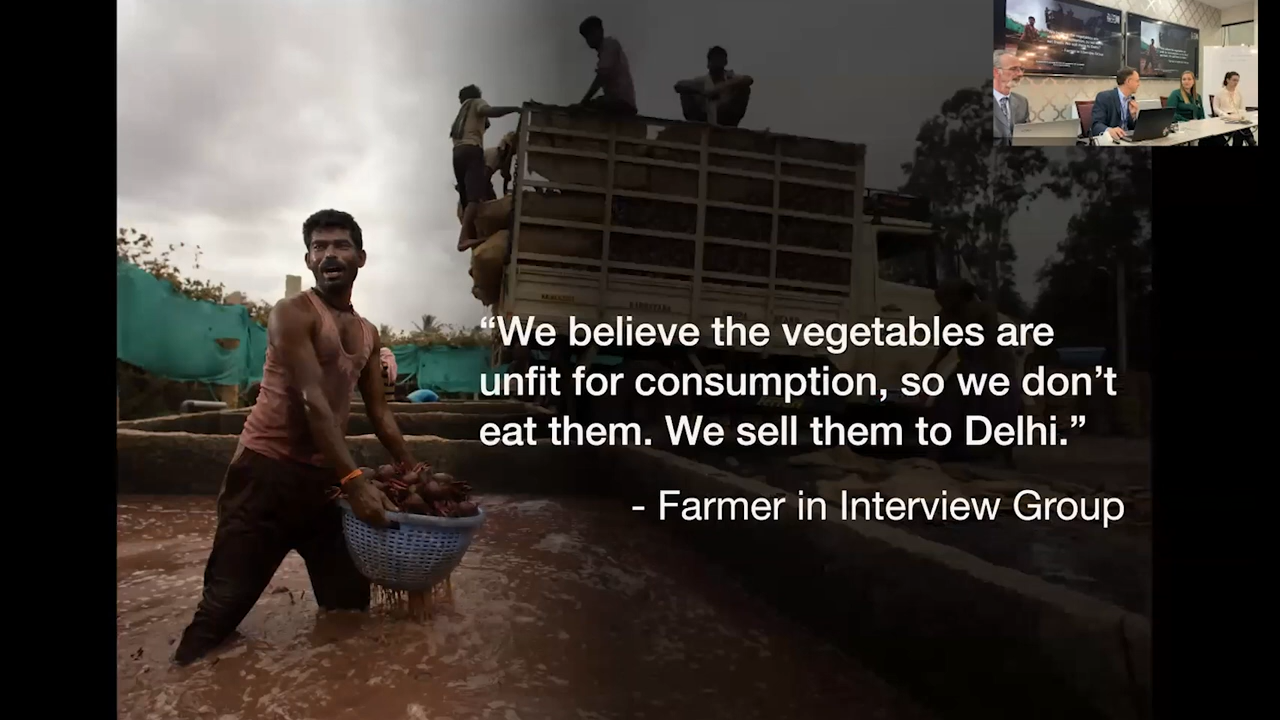 “We believe the vegetables are
unfit for consumption, so we don’t
eat them. We sell them to Delhi.”
- Farmer in Interview Group